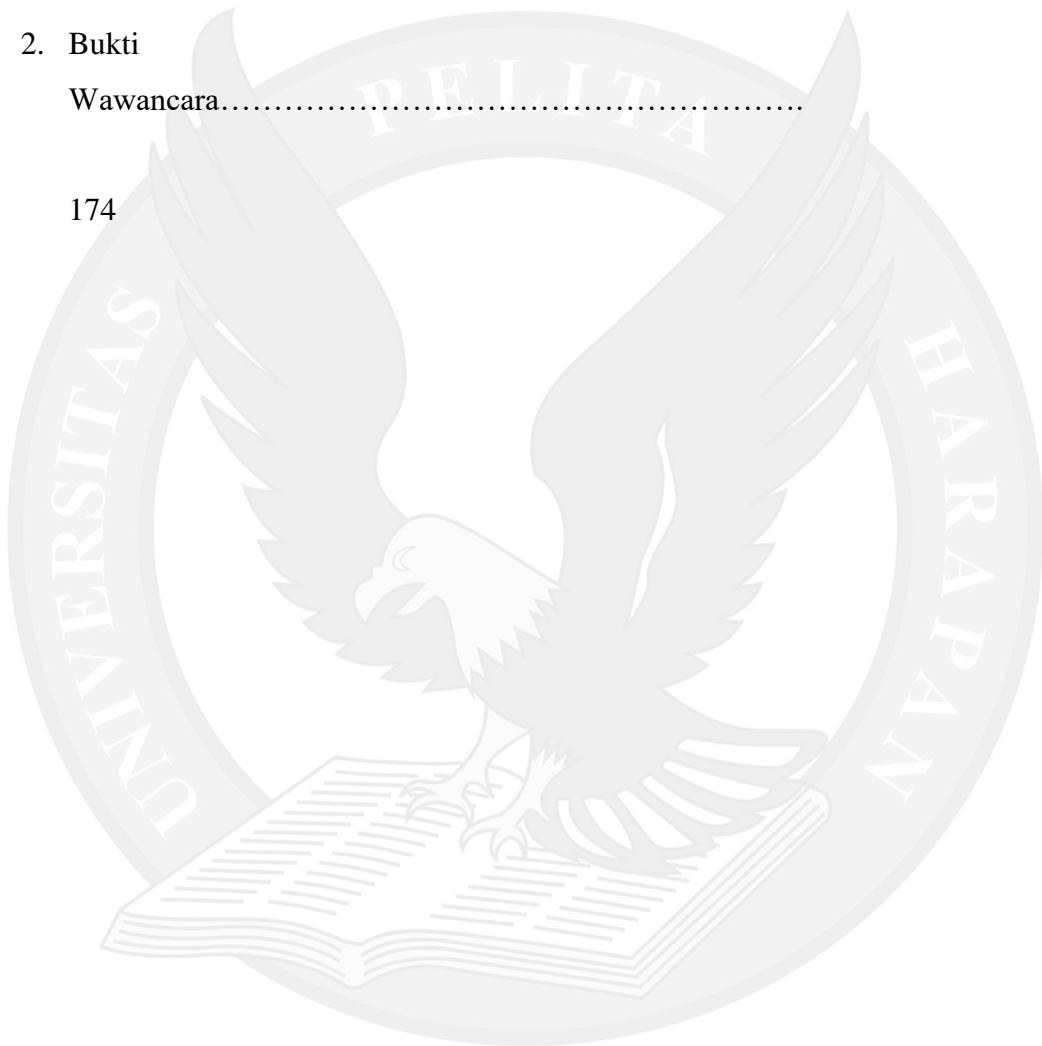 2. Bukti
Wawancara……………………………………………….
174
UNIVERSITAS PELITA HARAPAN